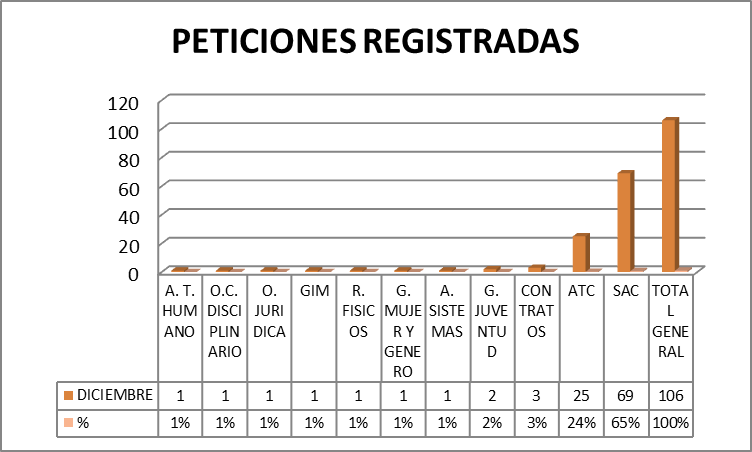 PETICIONES REGISTRADAS
120
100
80
60
40
20
0
A. T. HUM ANO
O.C. DISCI PLIN ARIO
O. JURI DICA
GIM
R. FISIC OS
G. MUJE R Y GENE RO
A. SISTE MAS
G. JUVE NTU D
CON TRAT OS
ATC
SAC
TOTA L GENE RAL
DICIEMBRE 1 1 1 1 1 1 1 2 3 25 69 106
% 1% 1% 1% 1% 1% 1% 1% 2% 3% 24% 65% 100%